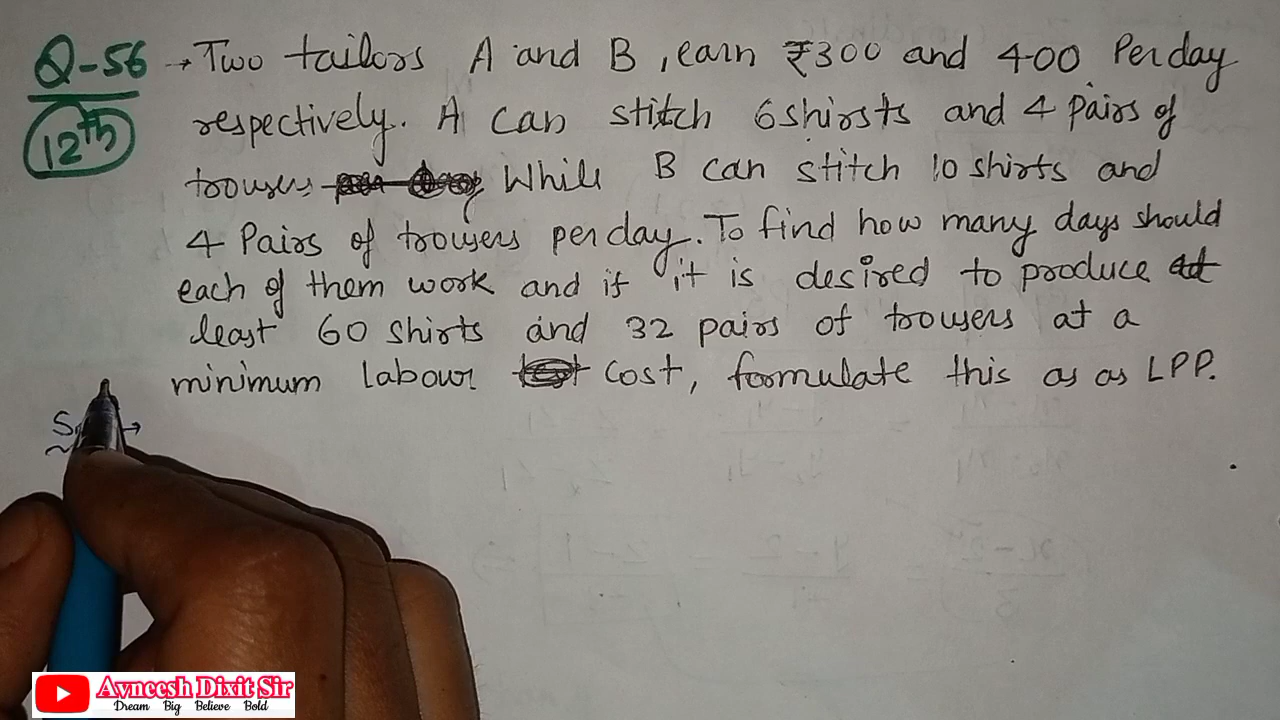 Q-56 → Two tailors A and B, earn ₹300 and 400 Per day
12th
respectively. A can stitch 6 shirsts and 4 pairs of
trousers While B can stitch 10 shirts and
4 Pairs of trousers per day. To find how many days should
each of them work and if it is desired to produce at
least 60 shirts and 32 pairs of trousers at a
minimum labour cost, formulate this as as LPP.
Avneesh Dixit Sir
Dream Big Believe Bold